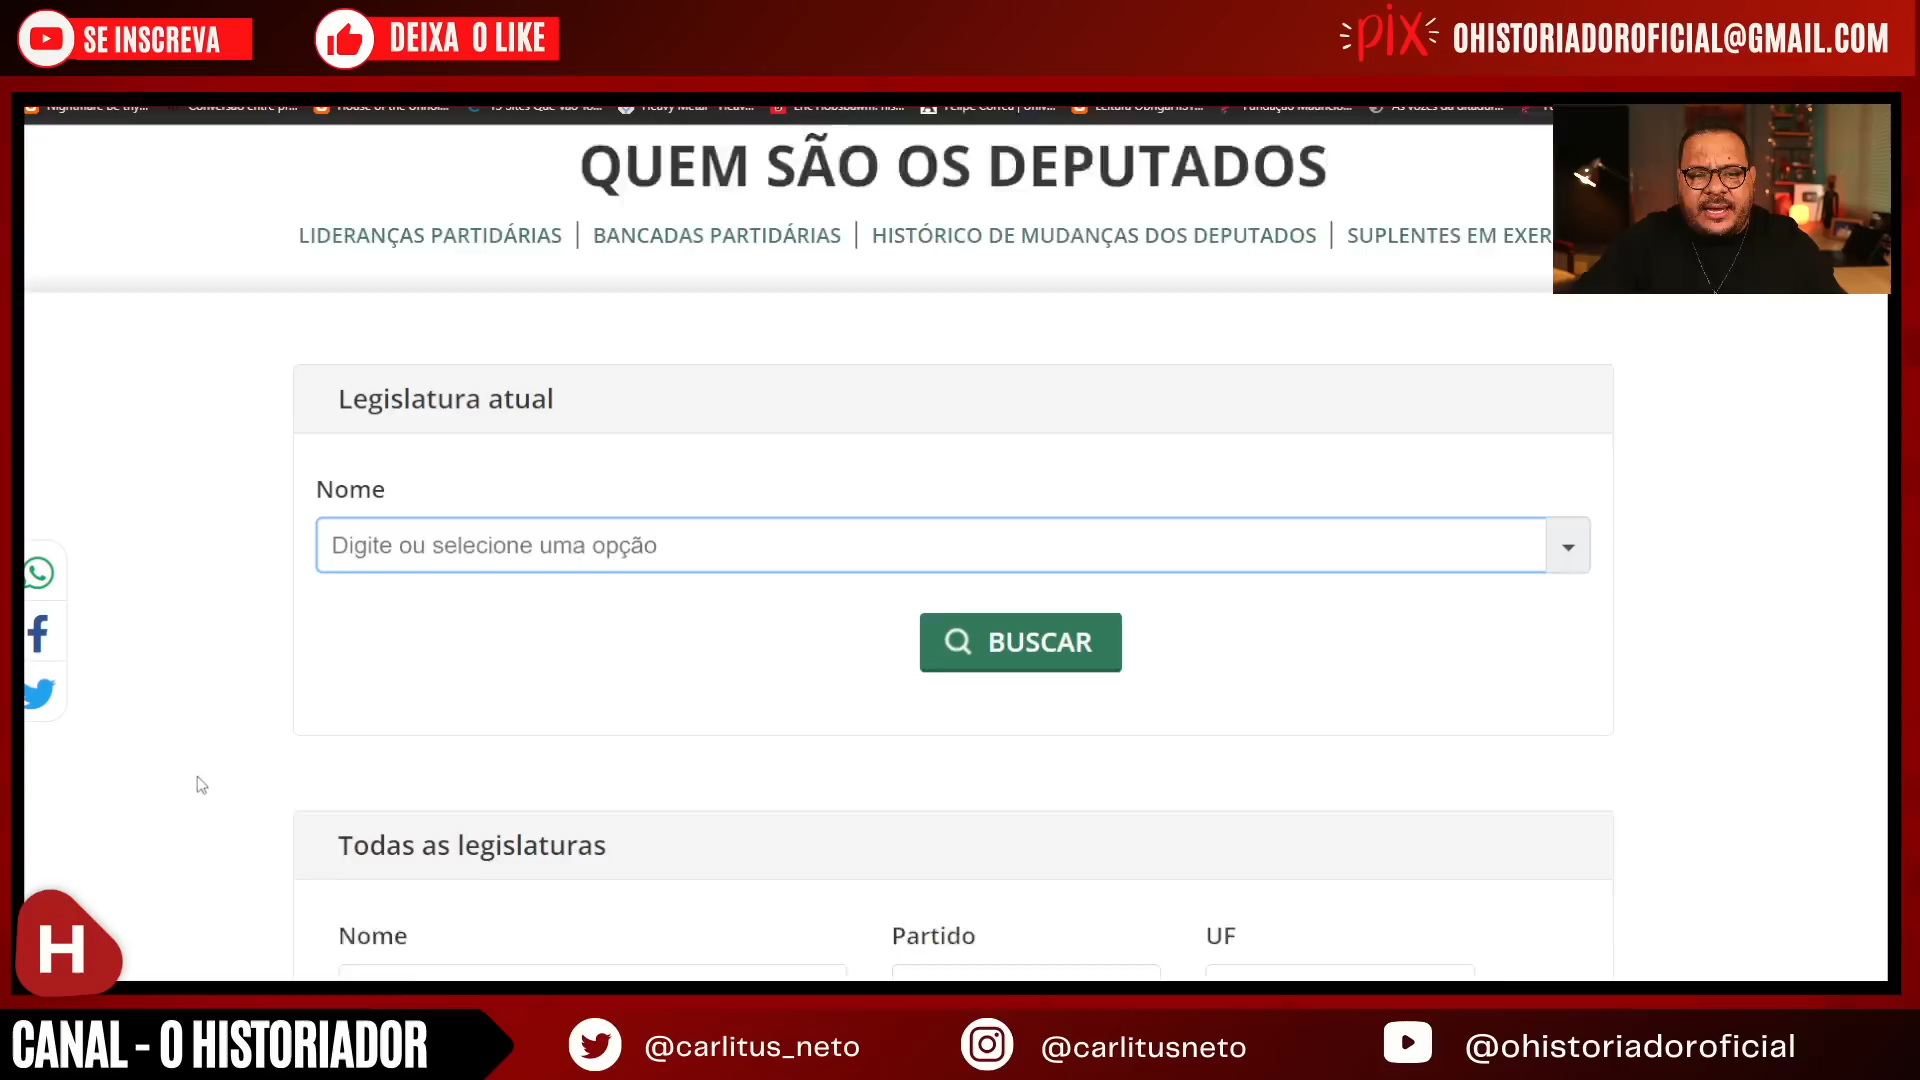 SE INSCREVA
DEIXA O LIKE
PIX
OHISTORIADOROFICIAL@GMAIL.COM
QUEM SÃO OS DEPUTADOS
LIDERANÇAS PARTIDÁRIAS | BANCADAS PARTIDÁRIAS | HISTÓRICO DE MUDANÇAS DOS DEPUTADOS | SUPLENTES EM EXER
Legislatura atual
Nome
Digite ou selecione uma opção
BUSCAR
Todas as legislaturas
Nome Partido UF
H
CANAL - O HISTORIADOR
@carlitus_neto
@carlitusneto
@ohistoriadoroficial